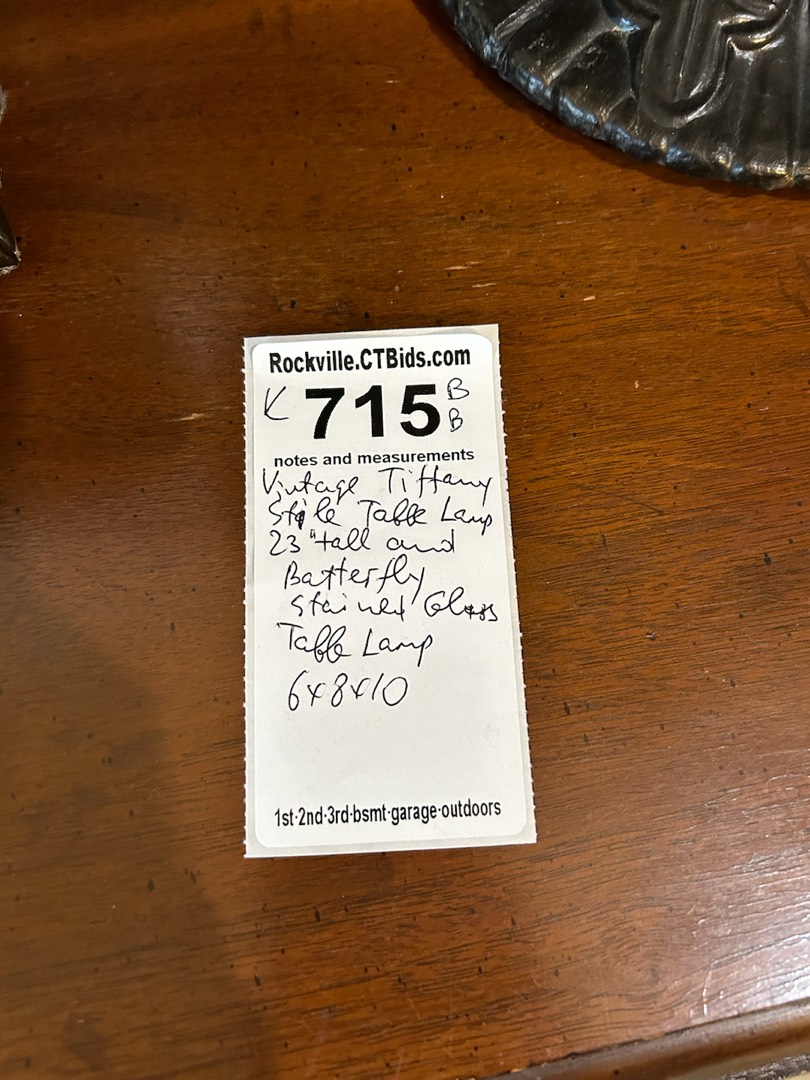 Rockville.CTBids.com
K 715 B B
notes and measurements
Vintage Tiffany
Style Table Lamp
23" tall and
Butterfly
Stained Glass
Table Lamp
6x8x10
1st·2nd·3rd·bsmt·garage·outdoors